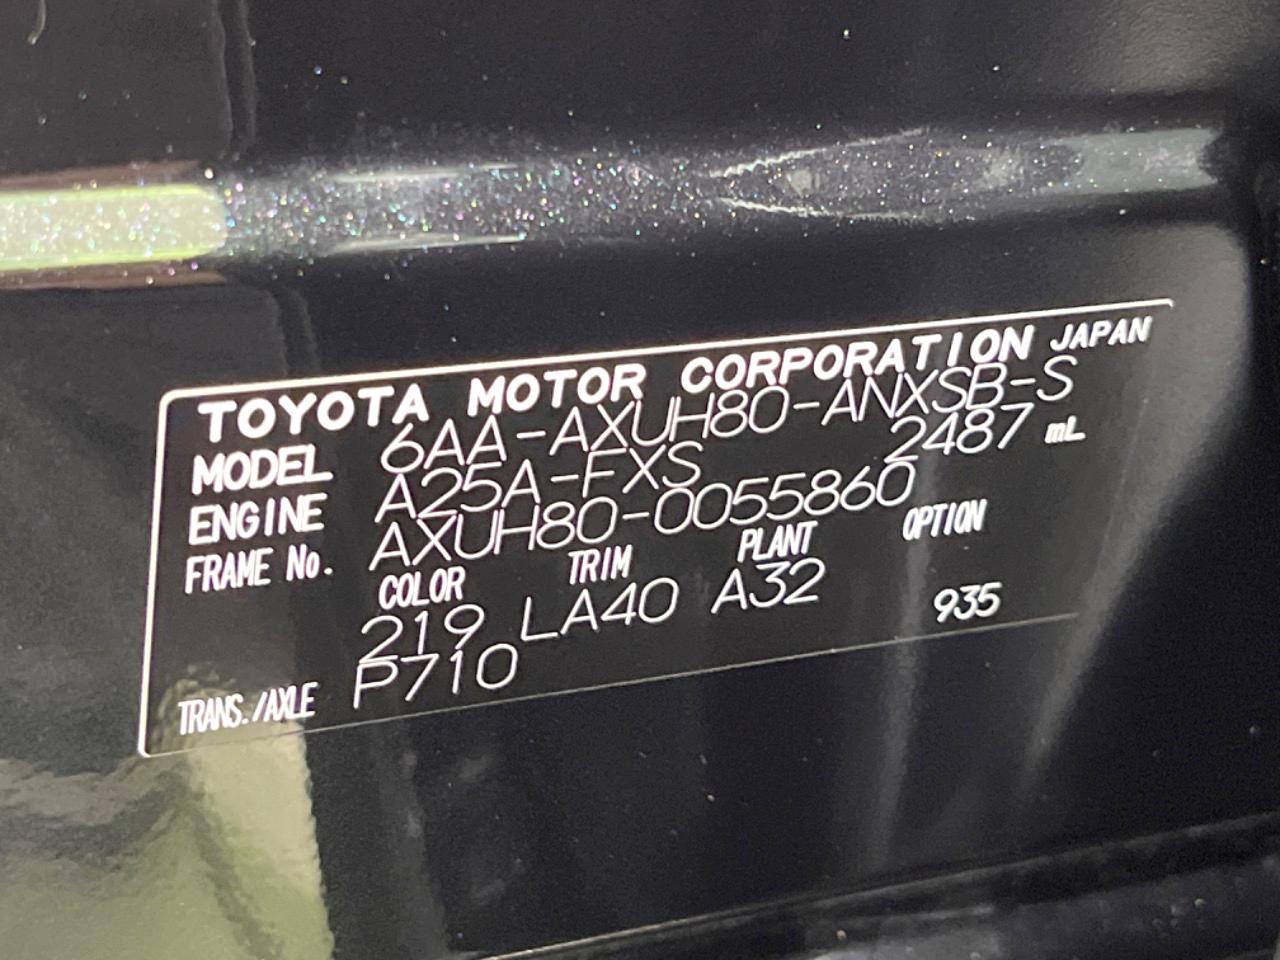 TOYOTA MOTOR CORPORATION JAPAN
MODEL 6AA-AXUH80-ANXSB-S
ENGINE A25A-FXS 2487 mL
FRAME No. AXUH80-0055860
COLOR TRIM PLANT OPTION
219 LA40 A32 935
TRANS./AXLE P710